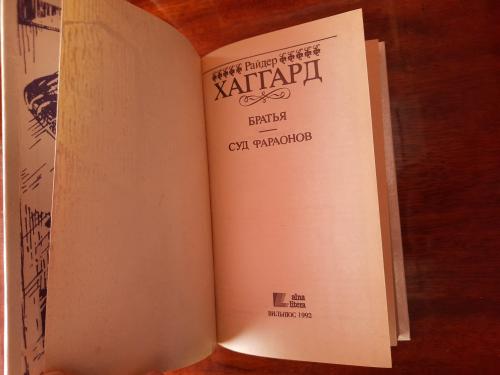 Райдер
ХАГГАРД
БРАТЬЯ
СУД ФАРАОНОВ
alna
litera
ВИЛЬНЮС 1992